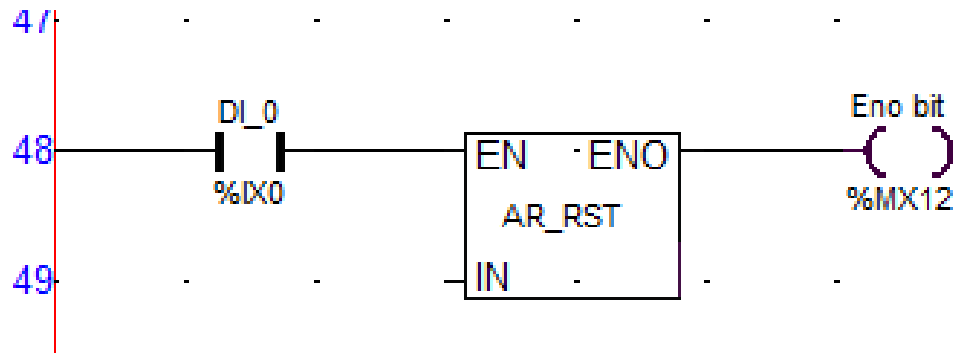 47
DI_0
Eno bit
48
EN ENO
%IX0
%MX12
AR_RST
49
IN